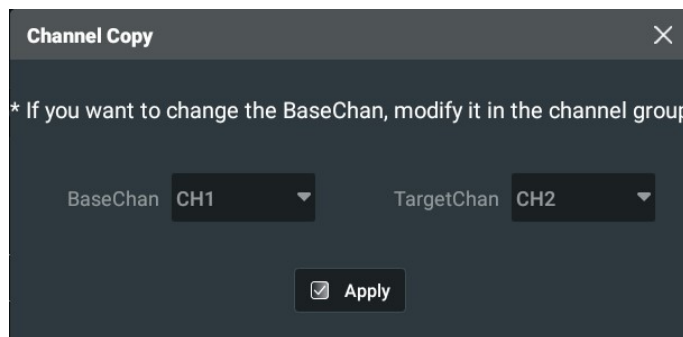 Channel Copy
* If you want to change the BaseChan, modify it in the channel group
BaseChan CH1 TargetChan CH2
Apply